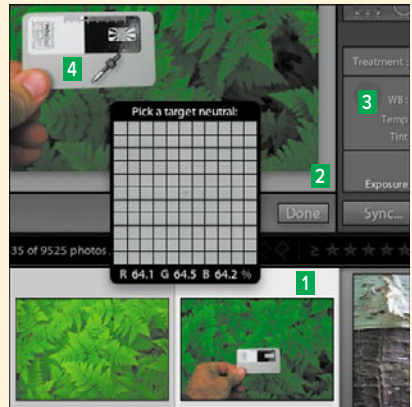 4
Treatment :
Pick a target neutral:
3
WB:
Temp
Tint
2
Exposure
Done
Sync...
35 of 9525 photos
R 64.1 G 64.5 B 64.2 %
1